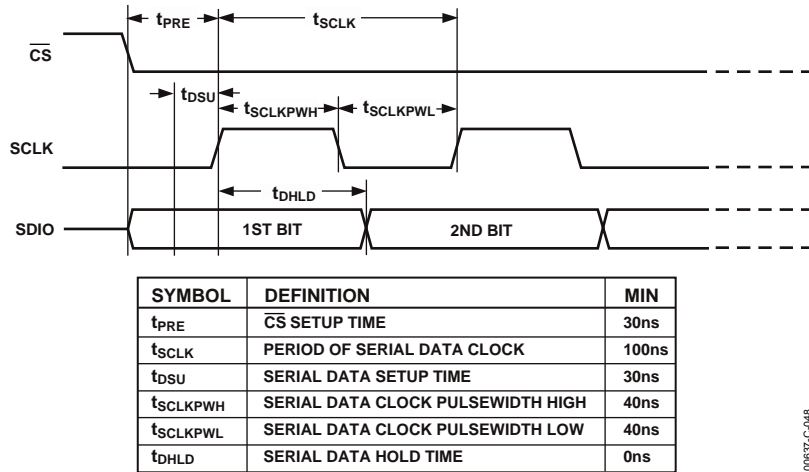 tPRE
tSCLK
CS
tDSU
tSCLKPWH
tSCLKPWL
SCLK
tDHLD
SDIO
1ST BIT
2ND BIT
SYMBOL DEFINITION MIN
tPRE CS SETUP TIME 30ns
tSCLK PERIOD OF SERIAL DATA CLOCK 100ns
tDSU SERIAL DATA SETUP TIME 30ns
tSCLKPWH SERIAL DATA CLOCK PULSEWIDTH HIGH 40ns
tSCLKPWL SERIAL DATA CLOCK PULSEWIDTH LOW 40ns
tDHLD SERIAL DATA HOLD TIME 0ns